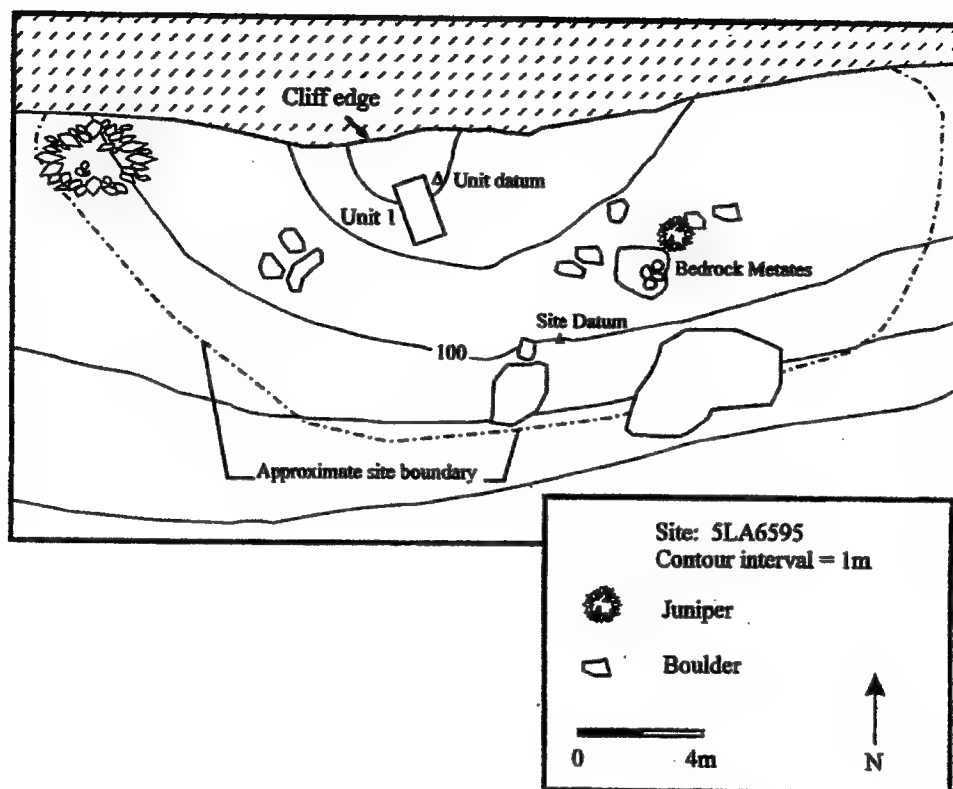 Cliff edge
Unit datum
Unit 1
Bedrock Metates
Site Datum
100
Approximate site boundary
Site: 5LA6595
Contour interval = 1m
Juniper
Boulder
0 4m
N